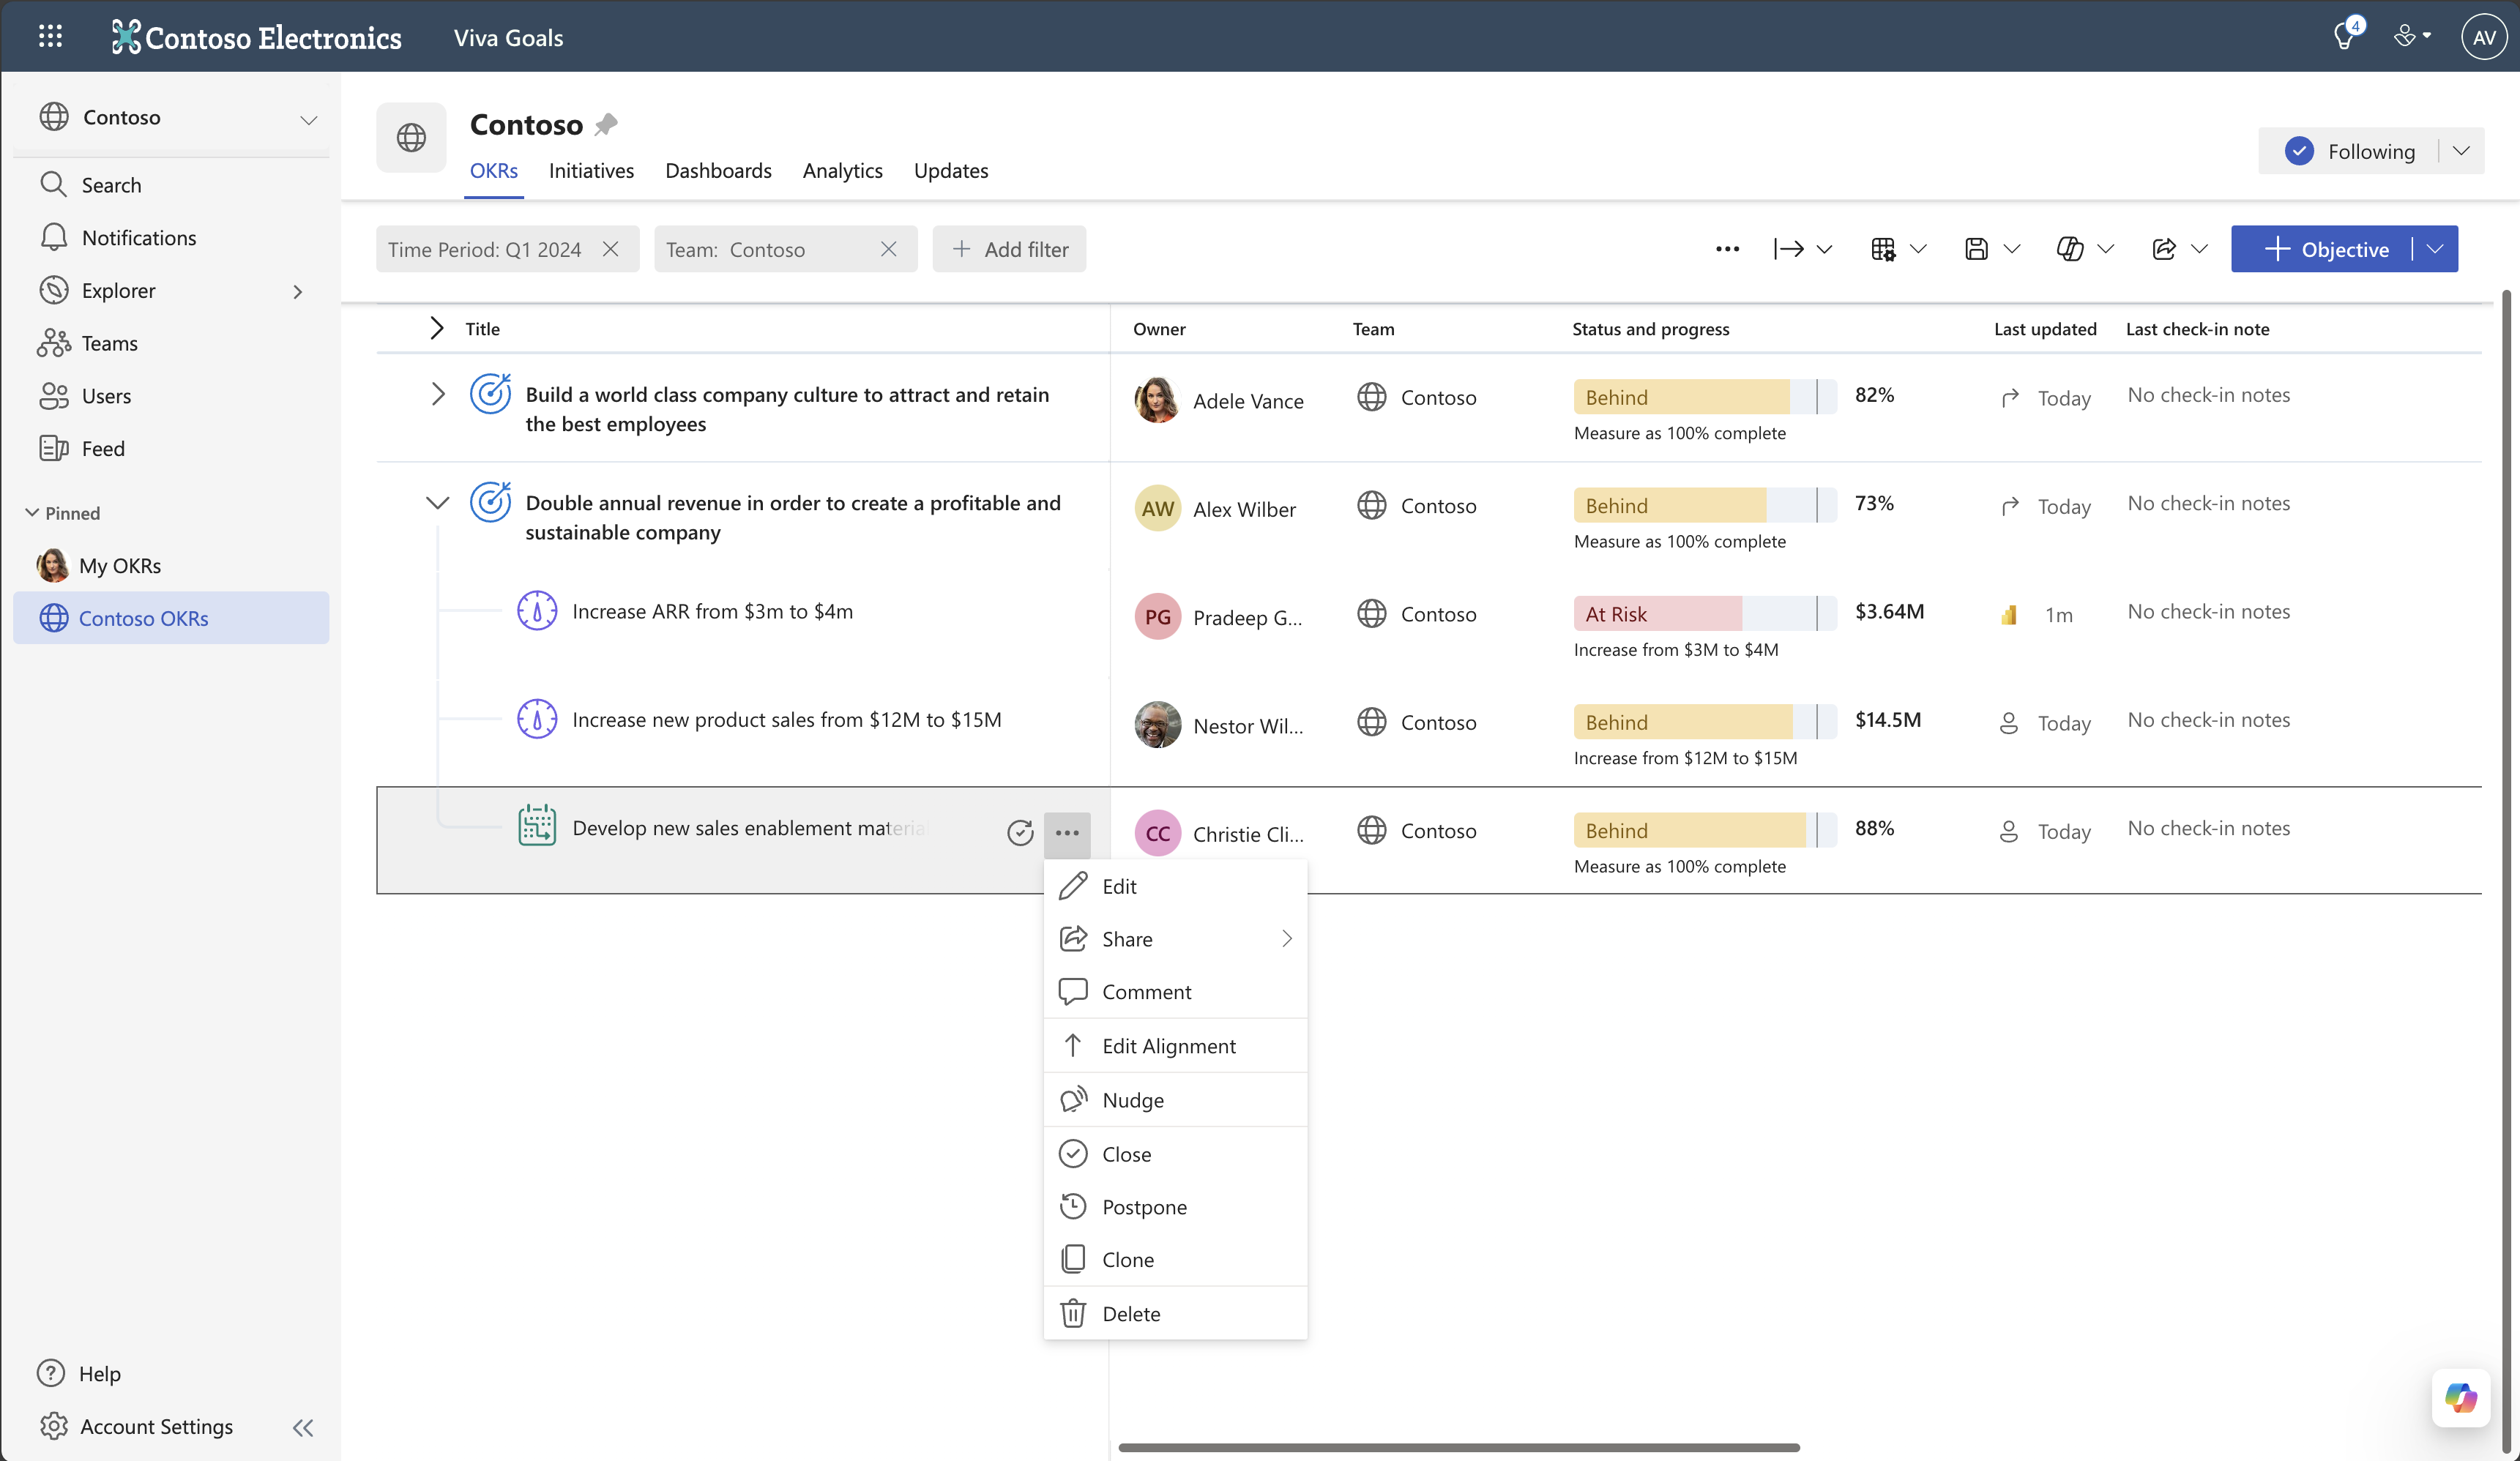 Contoso Electronics
Viva Goals
4
AV
Contoso
Search
Notifications
Explorer
Teams
Users
Feed
Pinned
My OKRs
Contoso OKRs
Help
Account Settings
Contoso
OKRs
Initiatives
Dashboards
Analytics
Updates
Following
Time Period: Q1 2024
Team: Contoso
Add filter
Objective
Title
Owner
Team
Status and progress
Last updated
Last check-in note
Build a world class company culture to attract and retain
the best employees
Adele Vance
Contoso
Behind
82%
Measure as 100% complete
Today
No check-in notes
Double annual revenue in order to create a profitable and
sustainable company
AW
Alex Wilber
Contoso
Behind
73%
Measure as 100% complete
Today
No check-in notes
Increase ARR from $3m to $4m
PG
Pradeep G...
Contoso
At Risk
$3.64M
Increase from $3M to $4M
1m
No check-in notes
Increase new product sales from $12M to $15M
Nestor Wil...
Contoso
Behind
$14.5M
Increase from $12M to $15M
Today
No check-in notes
Develop new sales enablement materia
CC
Christie Cli...
Contoso
Behind
88%
Measure as 100% complete
Today
No check-in notes
Edit
Share
Comment
Edit Alignment
Nudge
Close
Postpone
Clone
Delete